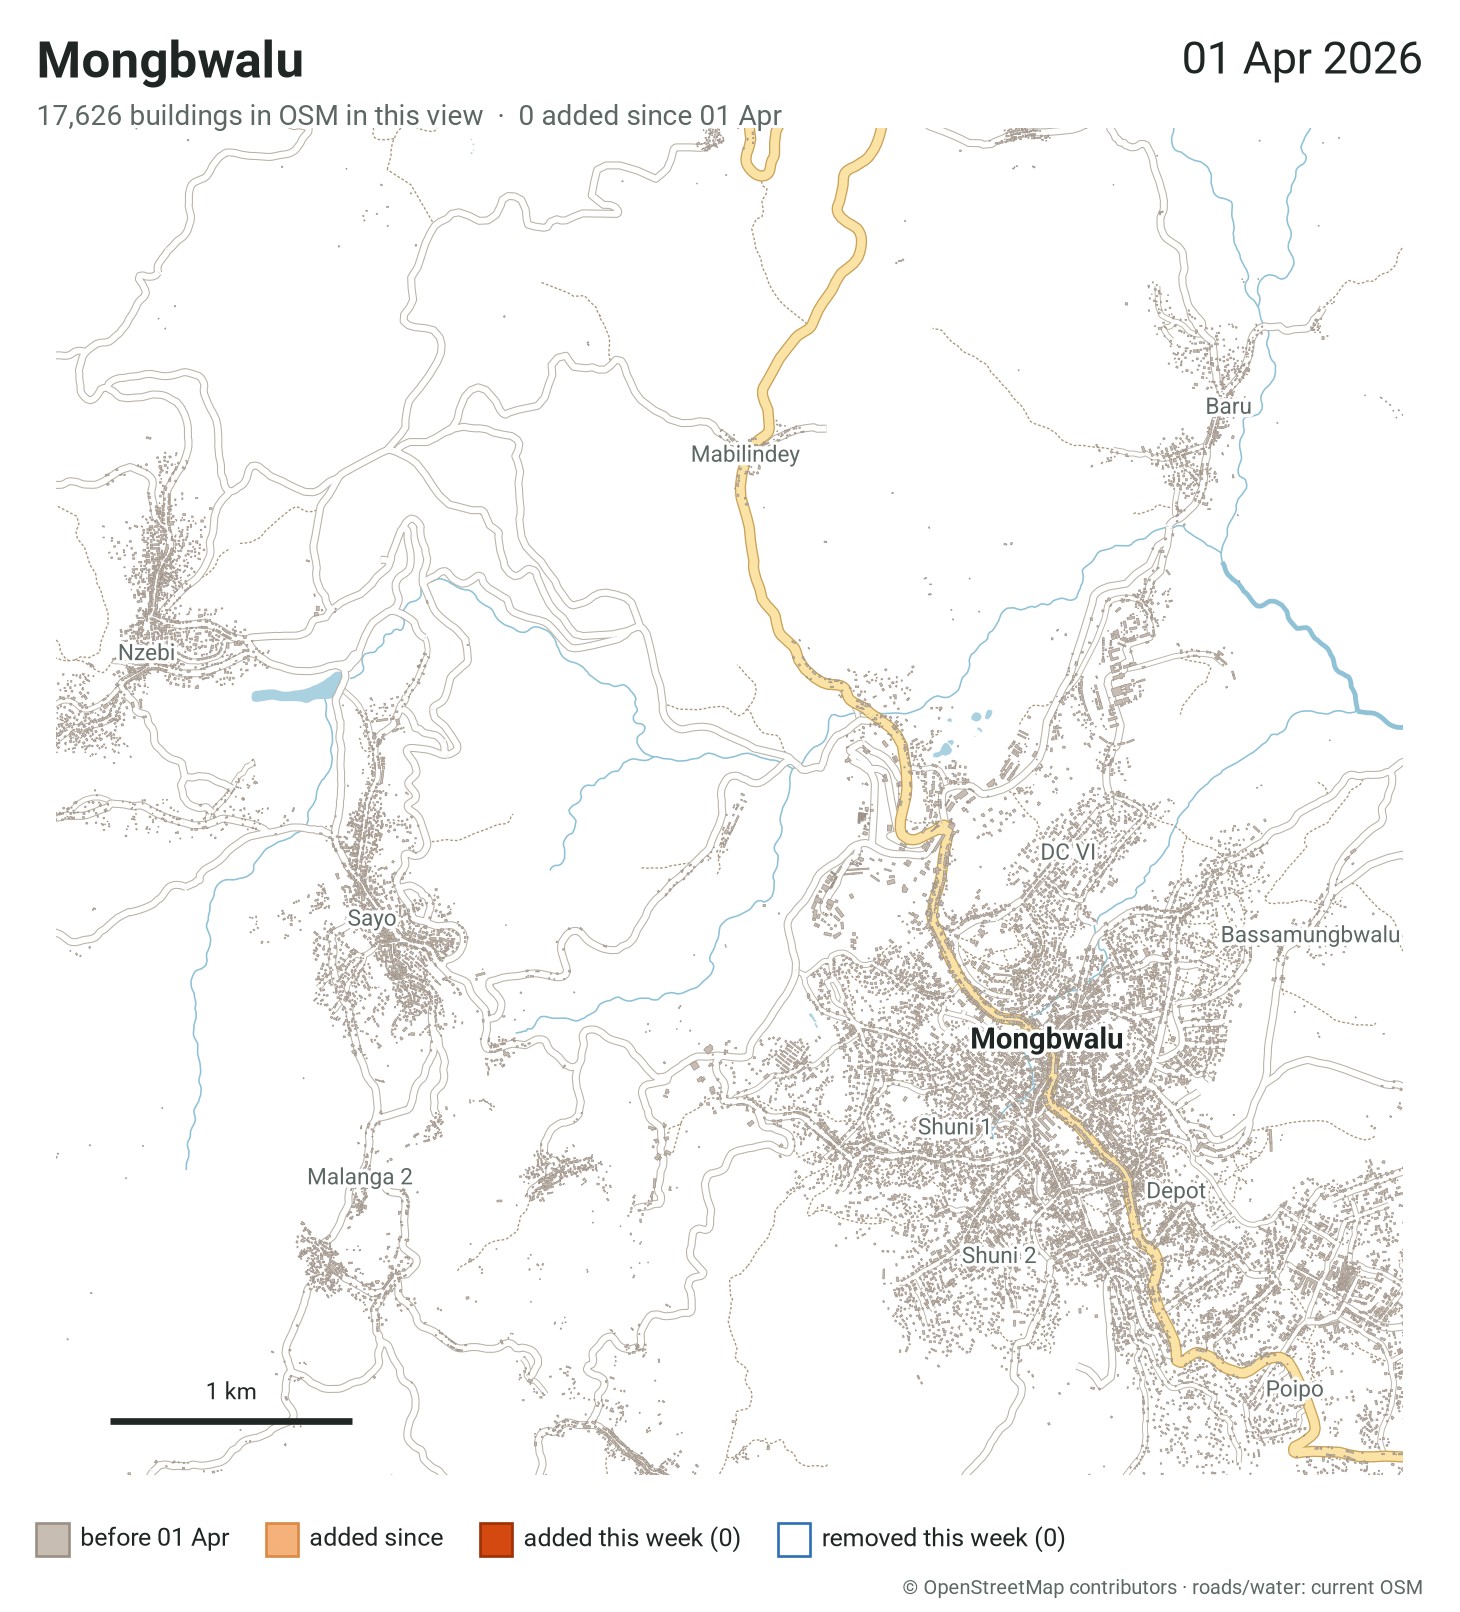 Mongbwalu
01 Apr 2026
17,626 buildings in OSM in this view · 0 added since 01 Apr
Baru
Mabilindey
Nzebi
DC VI
Sayo
Bassamungbwalu
Mongbwalu
Shuni 1
Malanga 2
Depot
Shuni 2
Poipo
1 km
before 01 Apr
added since
added this week (0)
removed this week (0)
© OpenStreetMap contributors · roads/water: current OSM